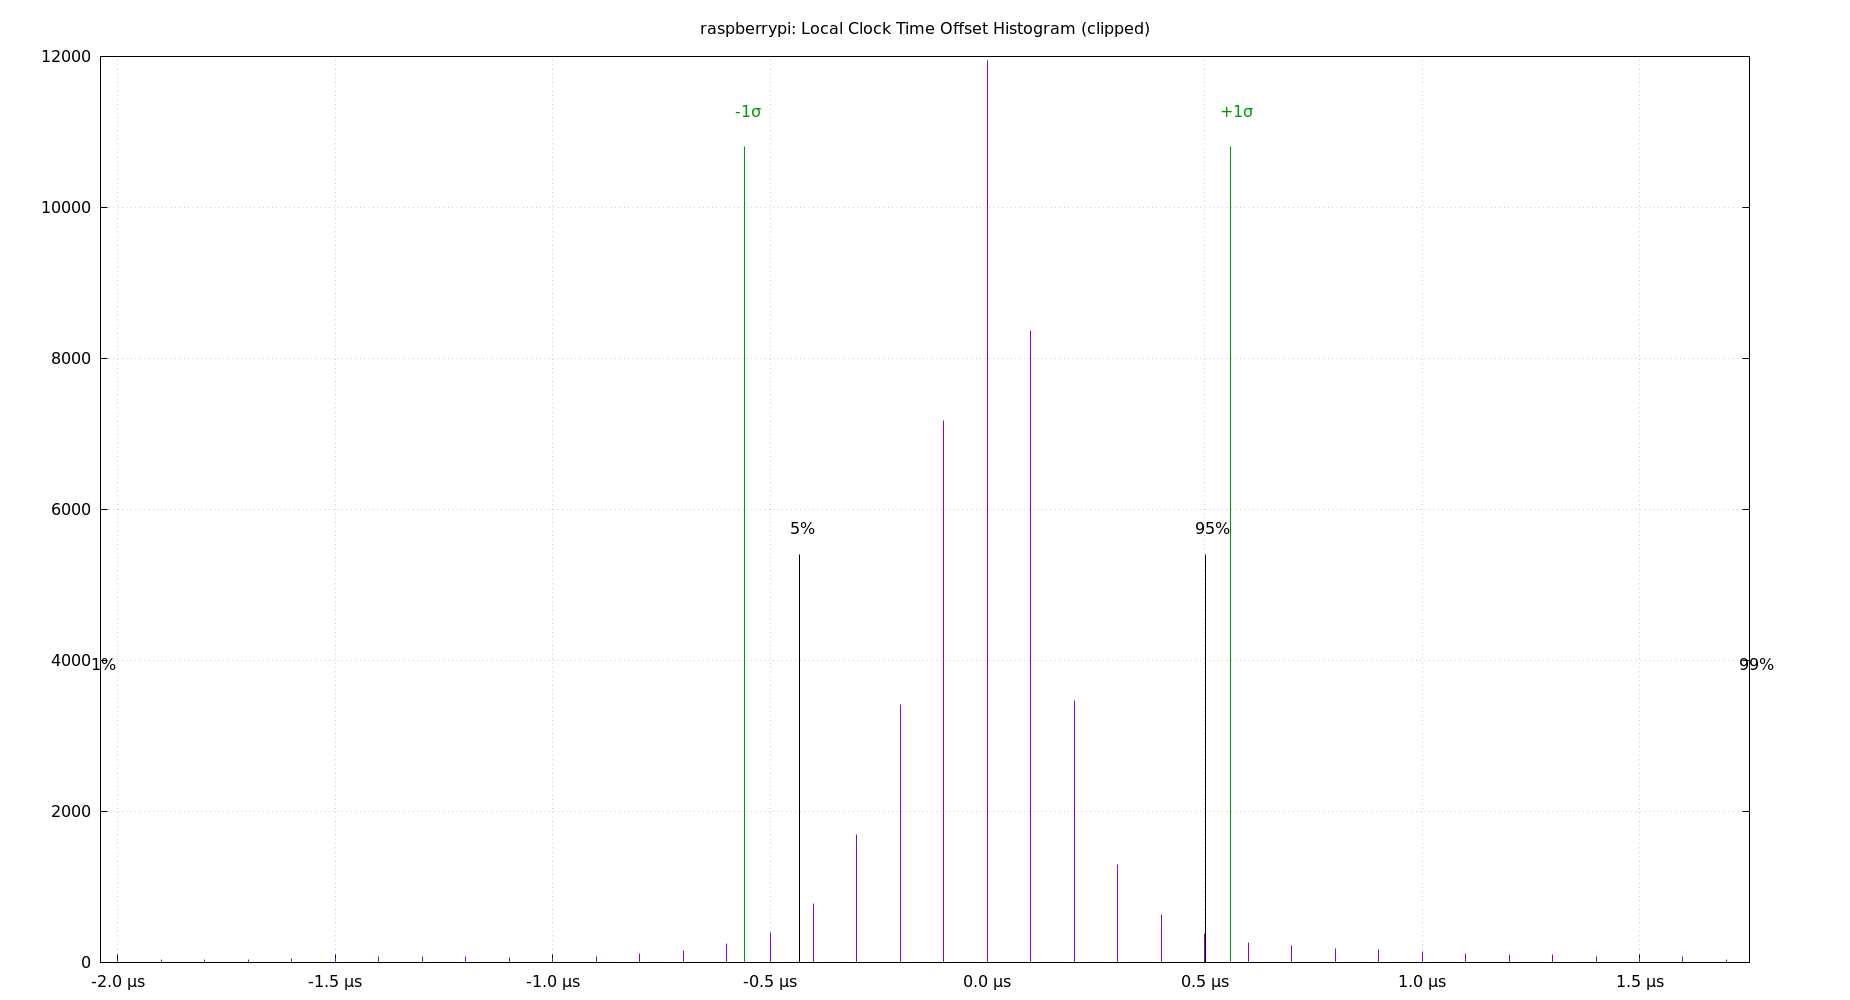 raspberrypi: Local Clock Time Offset Histogram (clipped)
12000
-1σ
+1σ
10000
8000
6000
5%
95%
4000
1%
99%
2000
0
-2.0 µs
-1.5 µs
-1.0 µs
-0.5 µs
0.0 µs
0.5 µs
1.0 µs
1.5 µs